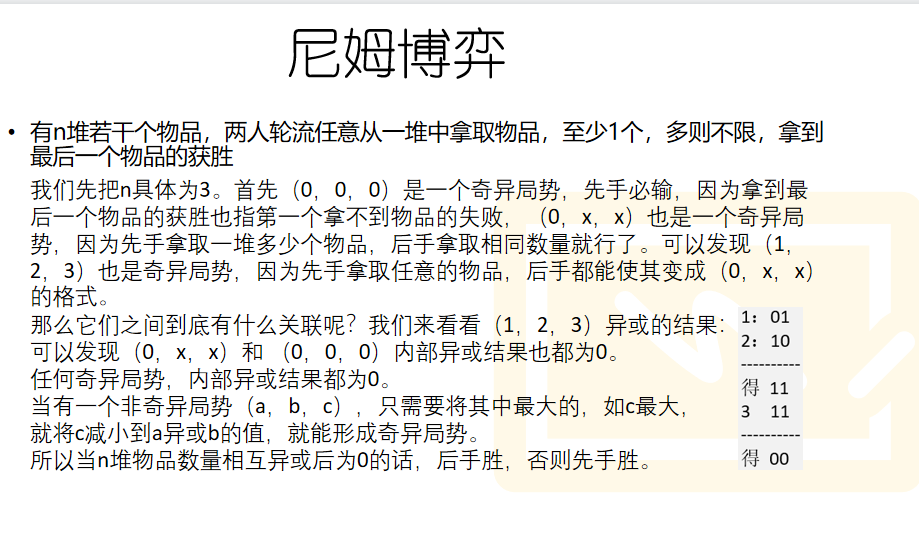 尼姆博弈
• 有n堆若干个物品，两人轮流任意从一堆中拿取物品，至少1个，多则不限，拿到
最后一个物品的获胜
我们先把n具体为3。首先（0，0，0）是一个奇异局势，先手必输，因为拿到最
后一个物品的获胜也指第一个拿不到物品的失败，（0，x，x）也是一个奇异局
势，因为先手拿取一堆多少个物品，后手拿取相同数量就行了。可以发现（1，
2，3）也是奇异局势，因为先手拿取任意的物品，后手都能使其变成（0，x，x）
的格式。
那么它们之间到底有什么关联呢？我们来看看（1，2，3）异或的结果：
可以发现（0，x，x）和 （0，0，0）内部异或结果也都为0。
任何奇异局势，内部异或结果都为0。
当有一个非奇异局势（a，b，c），只需要将其中最大的，如c最大，
就将c减小到a异或b的值，就能形成奇异局势。
所以当n堆物品数量相互异或后为0的话，后手胜，否则先手胜。
1： 01
2： 10
----------
得 11
3 11
----------
得 00